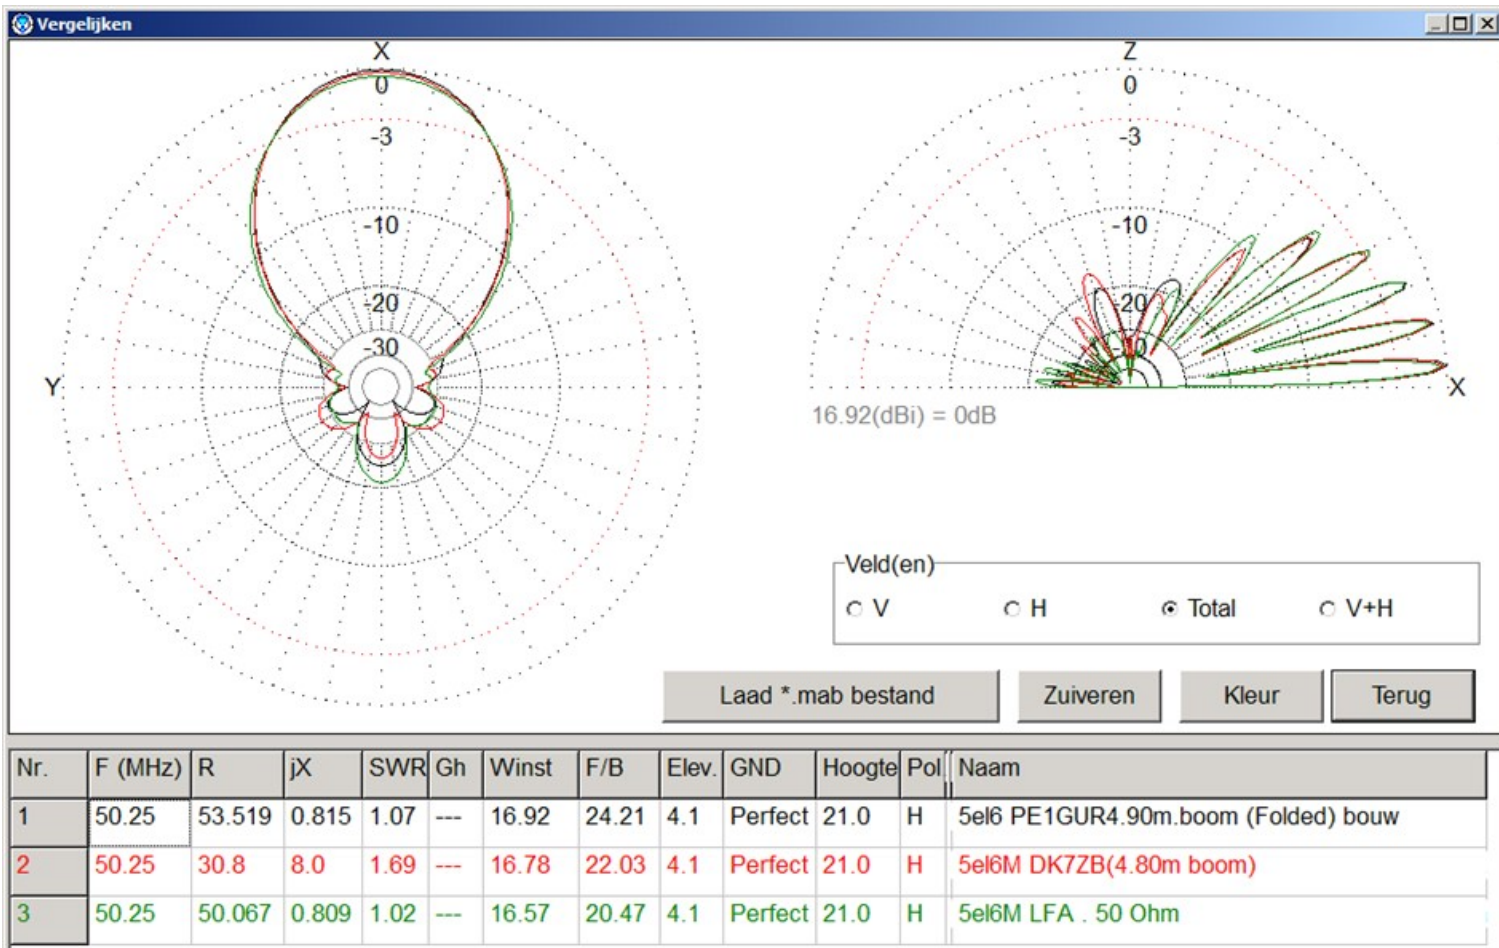 Vergelijken
X
0
-3
-10
-20
-30
Y
Z
0
-3
-10
-20
X
16.92(dBi) = 0dB
Veld(en)
V H Total V+H
Laad *.mab bestand Zuiveren Kleur Terug
Nr. F (MHz) R jX SWR Gh Winst F/B Elev. GND Hoogte Pol. Naam
1 50.25 53.519 0.815 1.07 --- 16.92 24.21 4.1 Perfect 21.0 H 5el6 PE1GUR4.90m.boom (Folded) bouw
2 50.25 30.8 8.0 1.69 --- 16.78 22.03 4.1 Perfect 21.0 H 5el6M DK7ZB(4.80m boom)
3 50.25 50.067 0.809 1.02 --- 16.57 20.47 4.1 Perfect 21.0 H 5el6M LFA . 50 Ohm